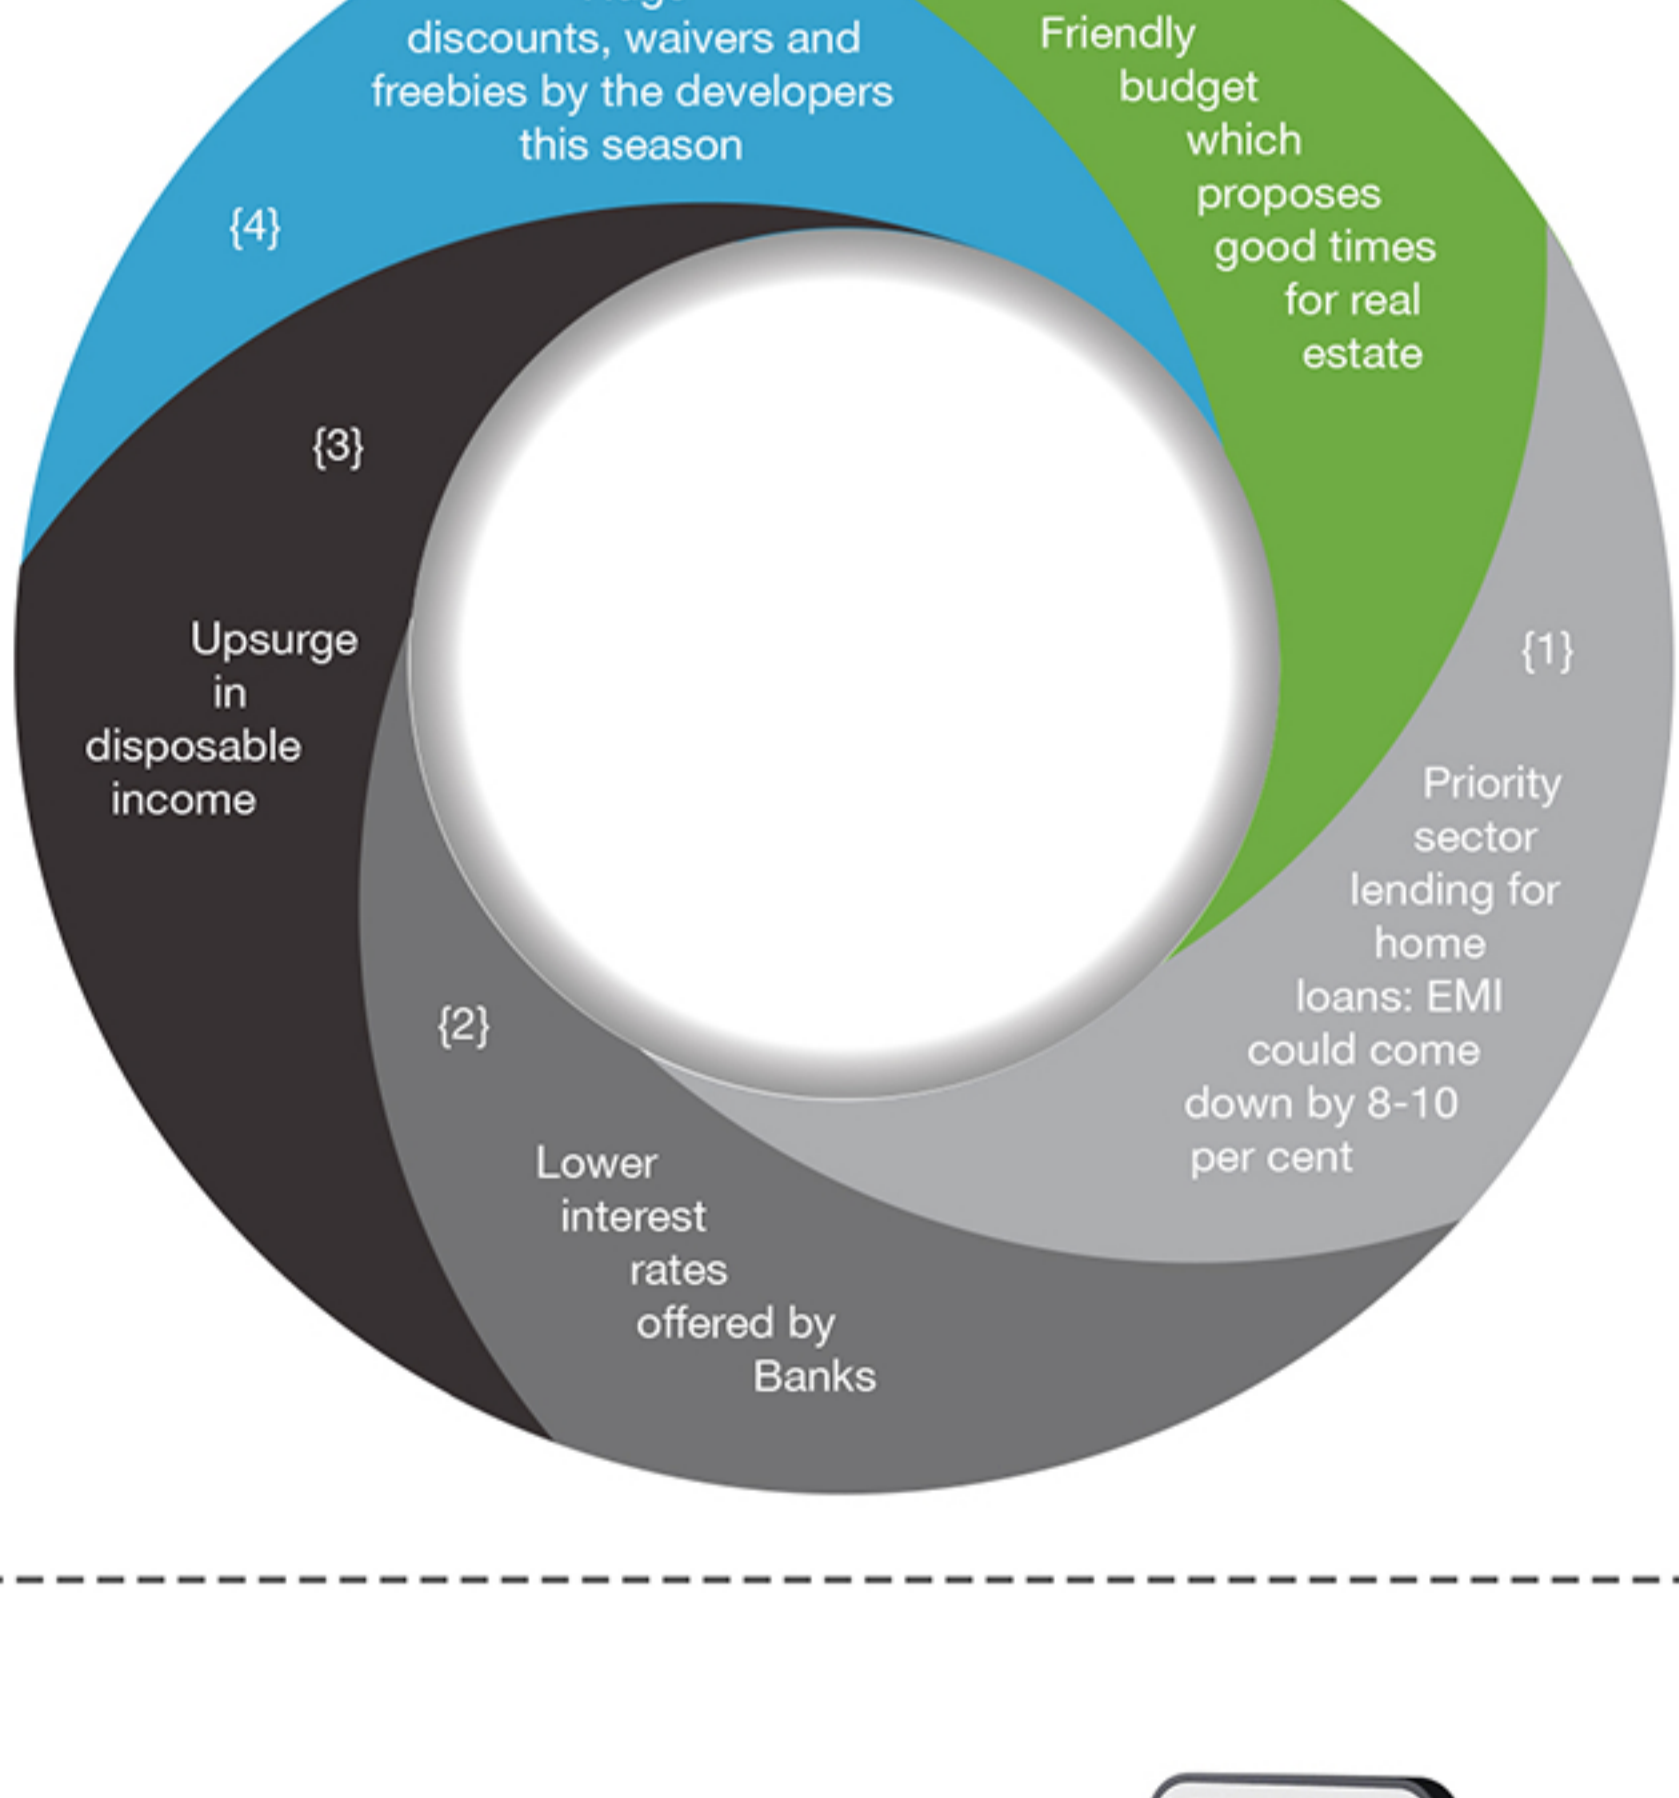 discounts, waivers and
freebies by the developers
this season
{4}
Friendly
budget
which
proposes
good times
for real
estate
{3}
Upsurge
in
disposable
income
{1}
Priority
sector
lending for
home
loans: EMI
could come
down by 8-10
per cent
{2}
Lower
interest
rates
offered by
Banks